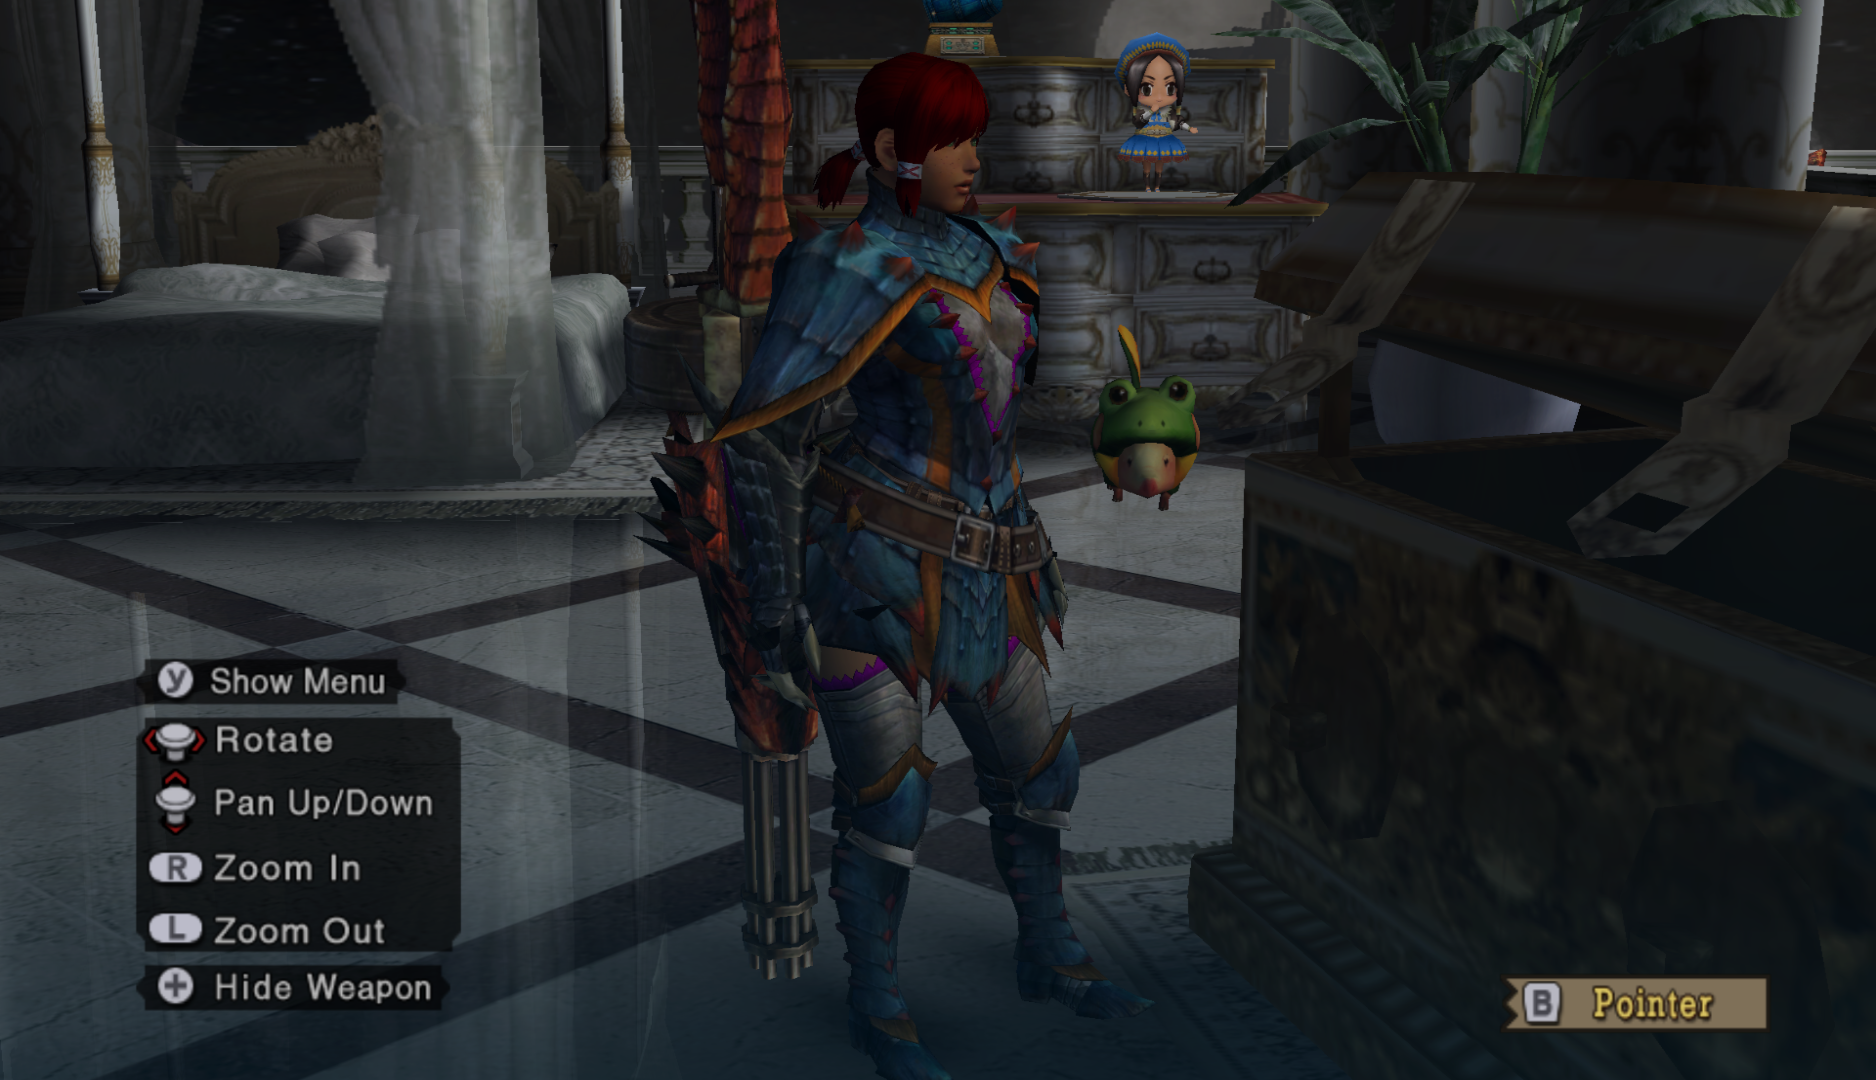 y Show Menu
Rotate
Pan Up/Down
R Zoom In
L Zoom Out
+ Hide Weapon
B Pointer